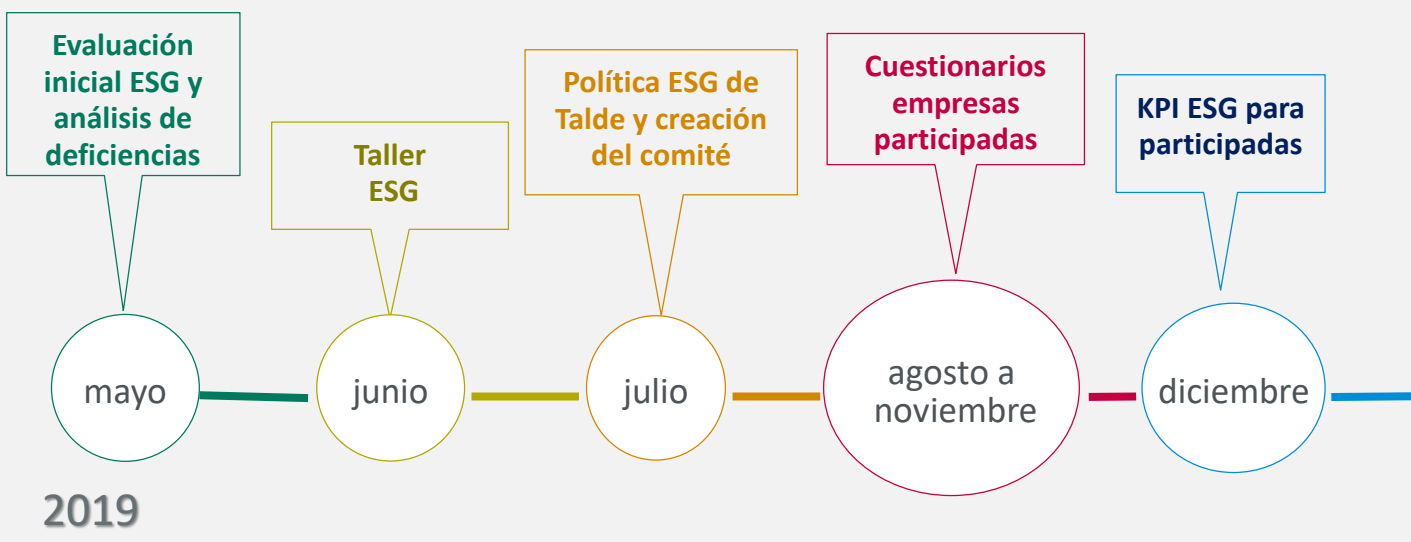 Evaluación
inicial ESG y
análisis de
deficiencias
Taller
ESG
Política ESG de
Talde y creación
del comité
Cuestionarios
empresas
participadas
KPI ESG para
participadas
mayo
junio
julio
agosto a
noviembre
diciembre
2019